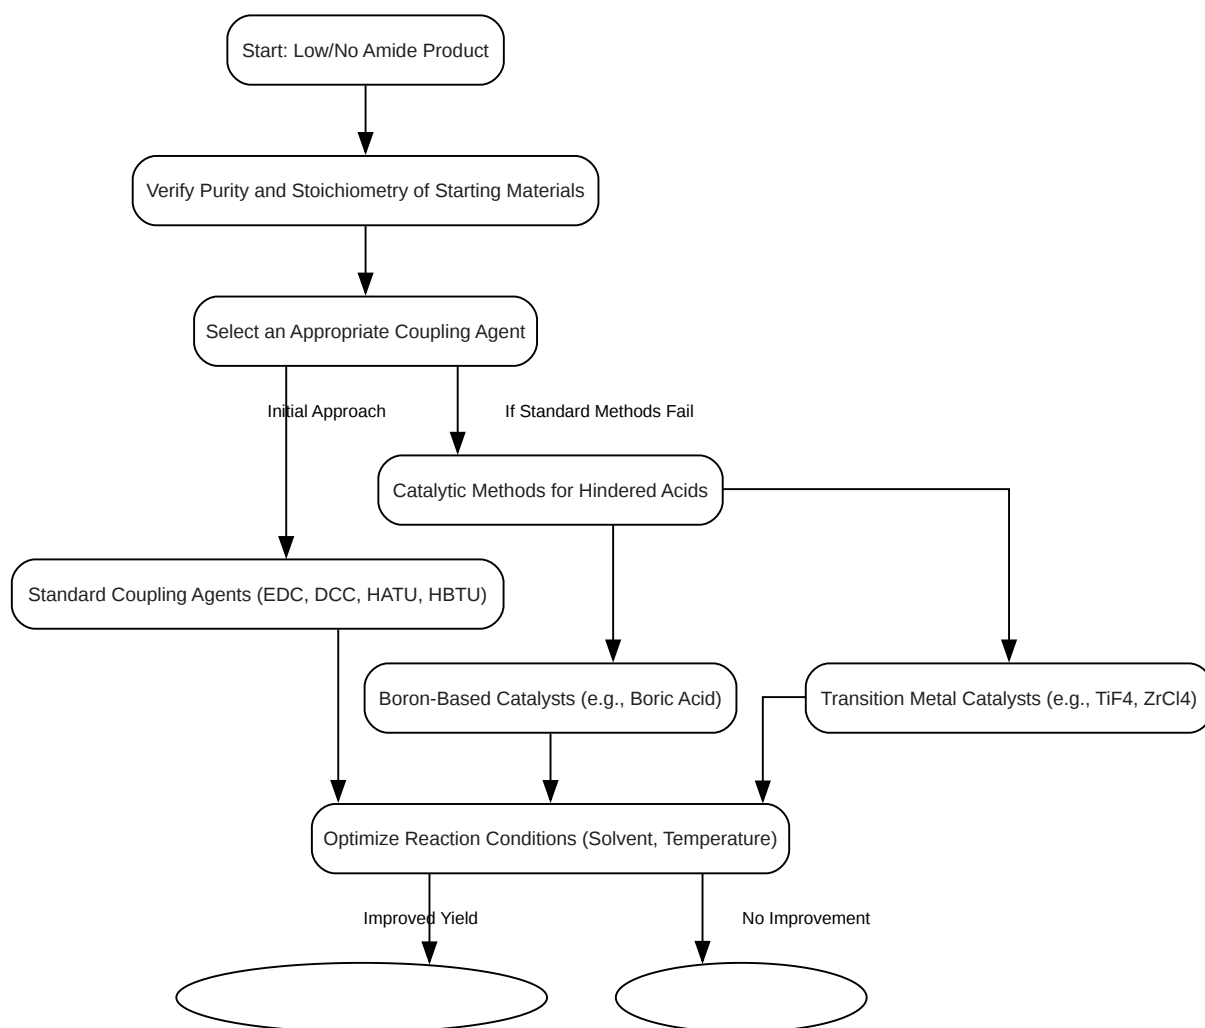 Start: Low/No Amide Product
Verify Purity and Stoichiometry of Starting Materials
Select an Appropriate Coupling Agent
Initial Approach
If Standard Methods Fail
Catalytic Methods for Hindered Acids
Standard Coupling Agents (EDC, DCC, HATU, HBTU)
Boron-Based Catalysts (e.g., Boric Acid)
Transition Metal Catalysts (e.g., TiF4, ZrCl4)
Optimize Reaction Conditions (Solvent, Temperature)
Improved Yield
No Improvement